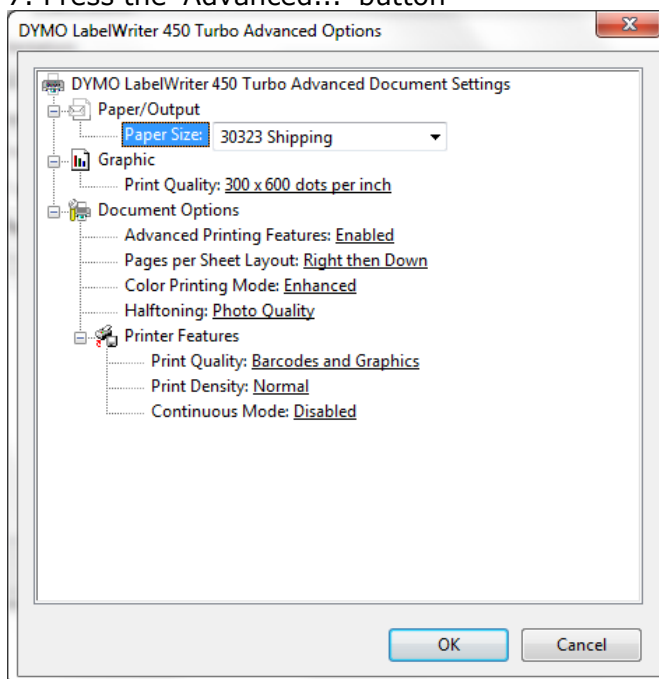 7. Press the "Advanced..." button
DYMO LabelWriter 450 Turbo Advanced Options
DYMO LabelWriter 450 Turbo Advanced Document Settings
Paper/Output
Paper Size: 30323 Shipping
Graphic
Print Quality: 300 x 600 dots per inch
Document Options
Advanced Printing Features: Enabled
Pages per Sheet Layout: Right then Down
Color Printing Mode: Enhanced
Halftoning: Photo Quality
Printer Features
Print Quality: Barcodes and Graphics
Print Density: Normal
Continuous Mode: Disabled
OK Cancel